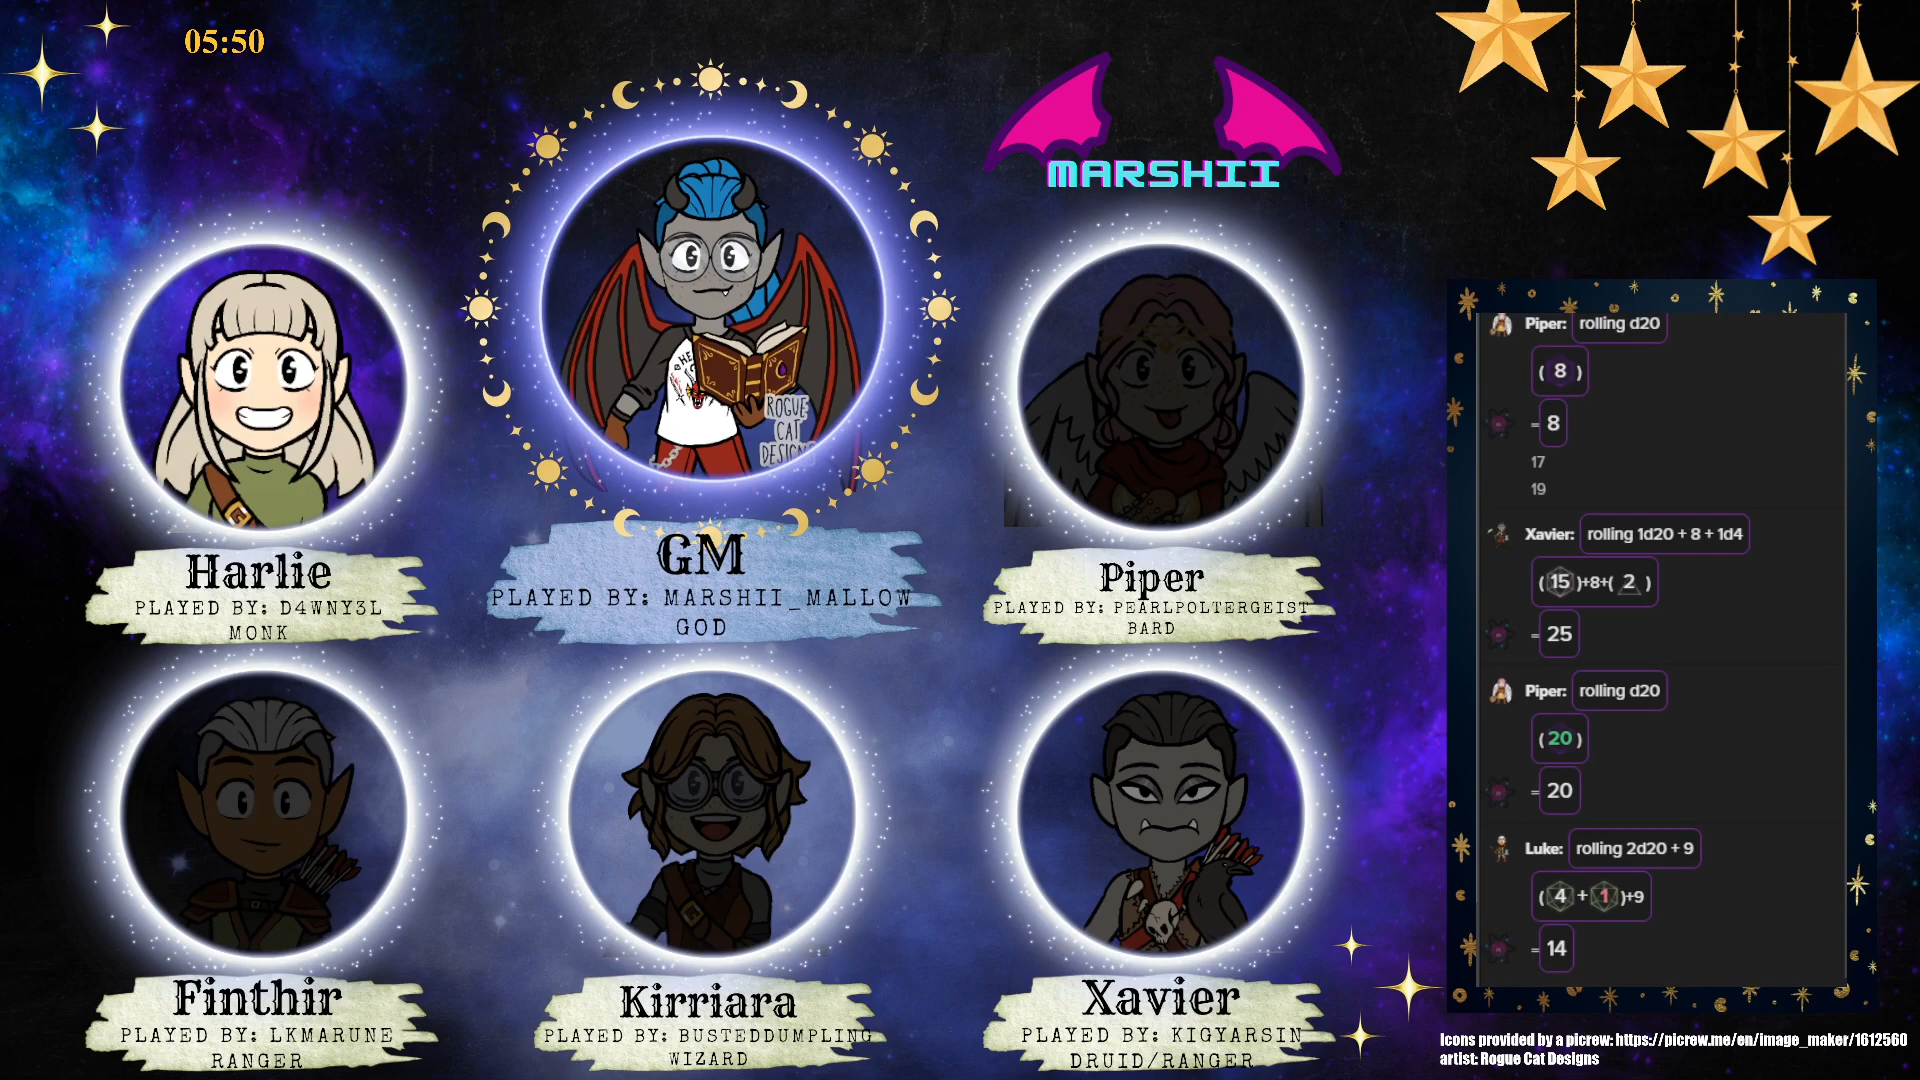 05:50
MARSHII
ROGUE
CAT
DESIGNS
Harlie
PLAYED BY: D4WNY3L
MONK
GM
PLAYED BY: MARSHII_MALLOW
GOD
Piper
PLAYED BY: PEARLPOLTERGEIST
BARD
Finthir
PLAYED BY: LKMARUNE
RANGER
Kirriara
PLAYED BY: BUSTEDDUMPLING
WIZARD
Xavier
PLAYED BY: KIGYARSIN
DRUID/RANGER
Piper: rolling d20
( 8 )
= 8
17
19
Xavier: rolling 1d20 + 8 + 1d4
( 15 )+8+( 2 )
= 25
Piper: rolling d20
( 20 )
= 20
Luke: rolling 2d20 + 9
( 4 + 1 )+9
= 14
Icons provided by a picrew: https://picrew.me/en/image_maker/1612560
artist: Rogue Cat Designs